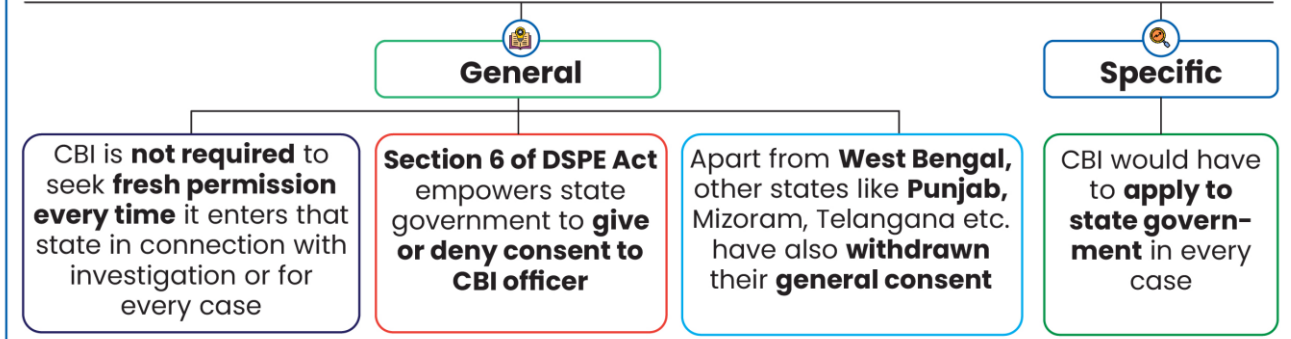 General
Specific
CBI is not required to
seek fresh permission
every time it enters that
state in connection with
investigation or for
every case
Section 6 of DSPE Act
empowers state
government to give
or deny consent to
CBI officer
Apart from West Bengal,
other states like Punjab,
Mizoram, Telangana etc.
have also withdrawn
their general consent
CBI would have
to apply to
state govern-
ment in every
case